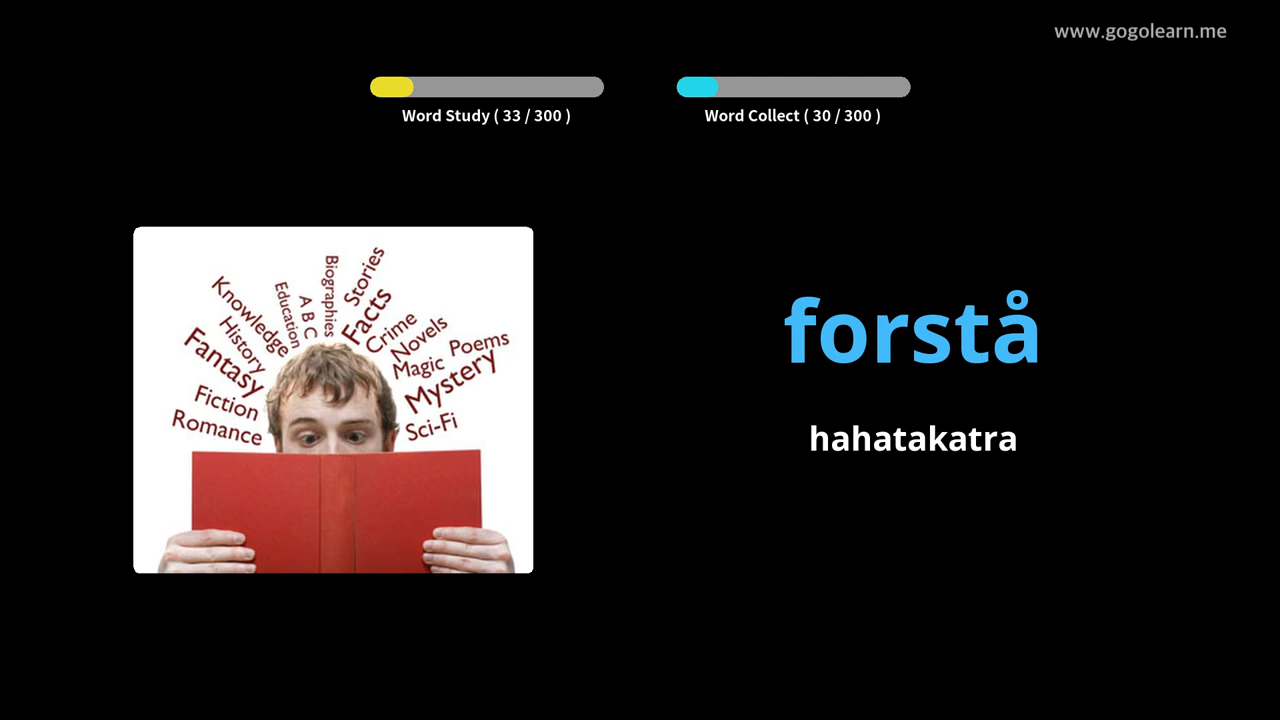 www.gogolearn.me
Word Study ( 33 / 300 )
Word Collect ( 30 / 300 )
forstå
hahatakatra
Knowledge
History
Fantasy
Fiction
Romance
Education
A B C
Biographies
Stories
Facts
Crime
Novels
Magic
Poems
Mystery
Sci-Fi